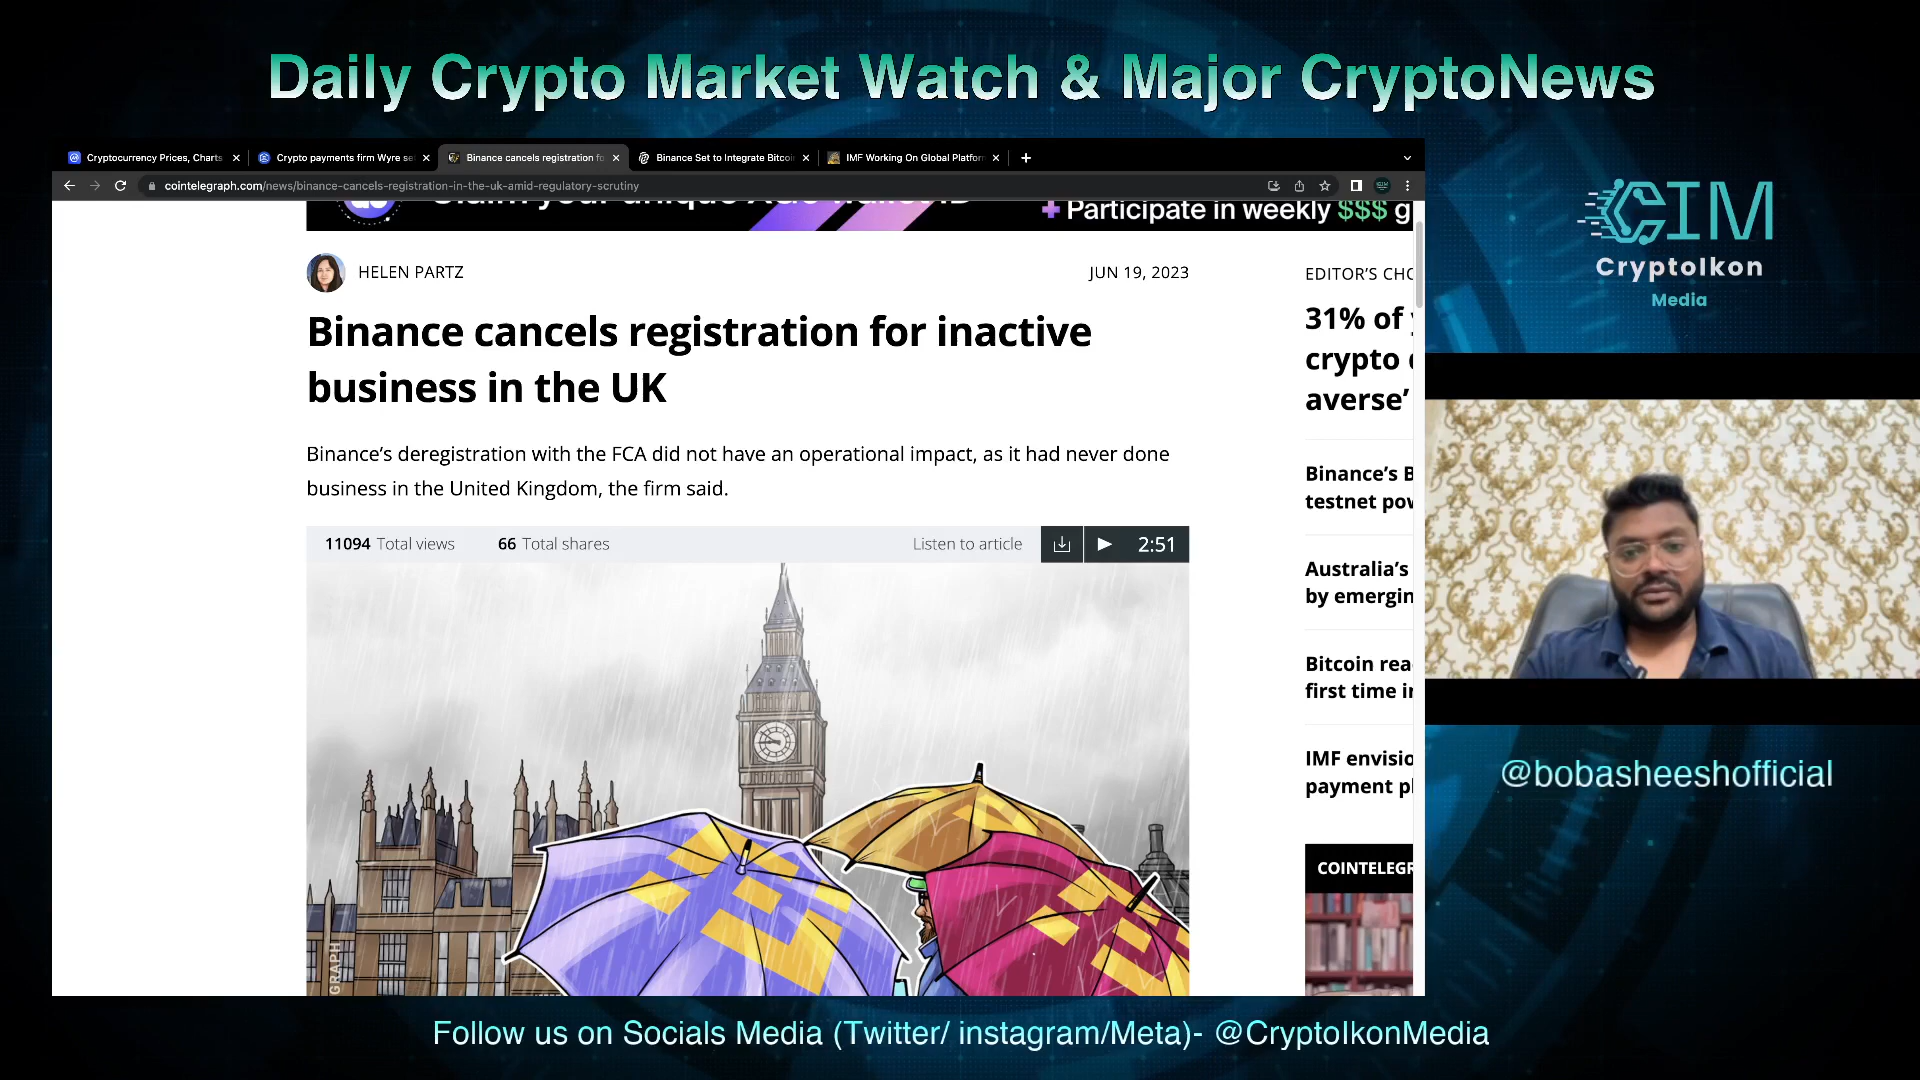 Daily Crypto Market Watch & Major CryptoNews
Cryptocurrency Prices, Charts
Crypto payments firm Wyre
Binance cancels registration
Binance Set to Integrate
IMF Working On Global
cointelegraph.com/news/binance-cancels-registration-in-the-uk-amid-regulatory-scrutiny
Participate in weekly $$$ g
HELEN PARTZ
JUN 19, 2023
Binance cancels registration for inactive
business in the UK
Binance’s deregistration with the FCA did not have an operational impact, as it had never done
business in the United Kingdom, the firm said.
11094 Total views
66 Total shares
Listen to article
2:51
GRAPH
EDITOR’S CHO
31% of
crypto
averse’
Binance’s B
testnet pow
Australia’s
by emergin
Bitcoin rea
first time in
IMF envisio
payment pl
COINTELEGR
CIM
CryptoIkon
Media
@bobasheeshofficial
Follow us on Socials Media (Twitter/ instagram/Meta)- @CryptoIkonMedia